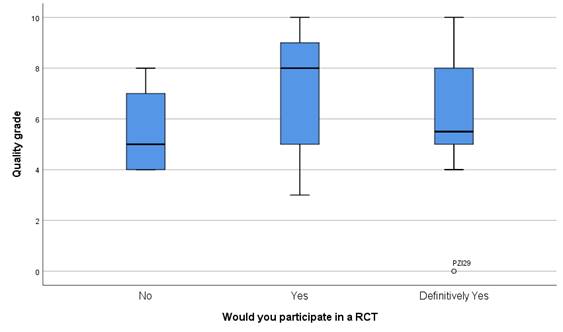 10
8
6
4
2
0
Quality grade
PZI29
No
Yes
Definitively Yes
Would you participate in a RCT